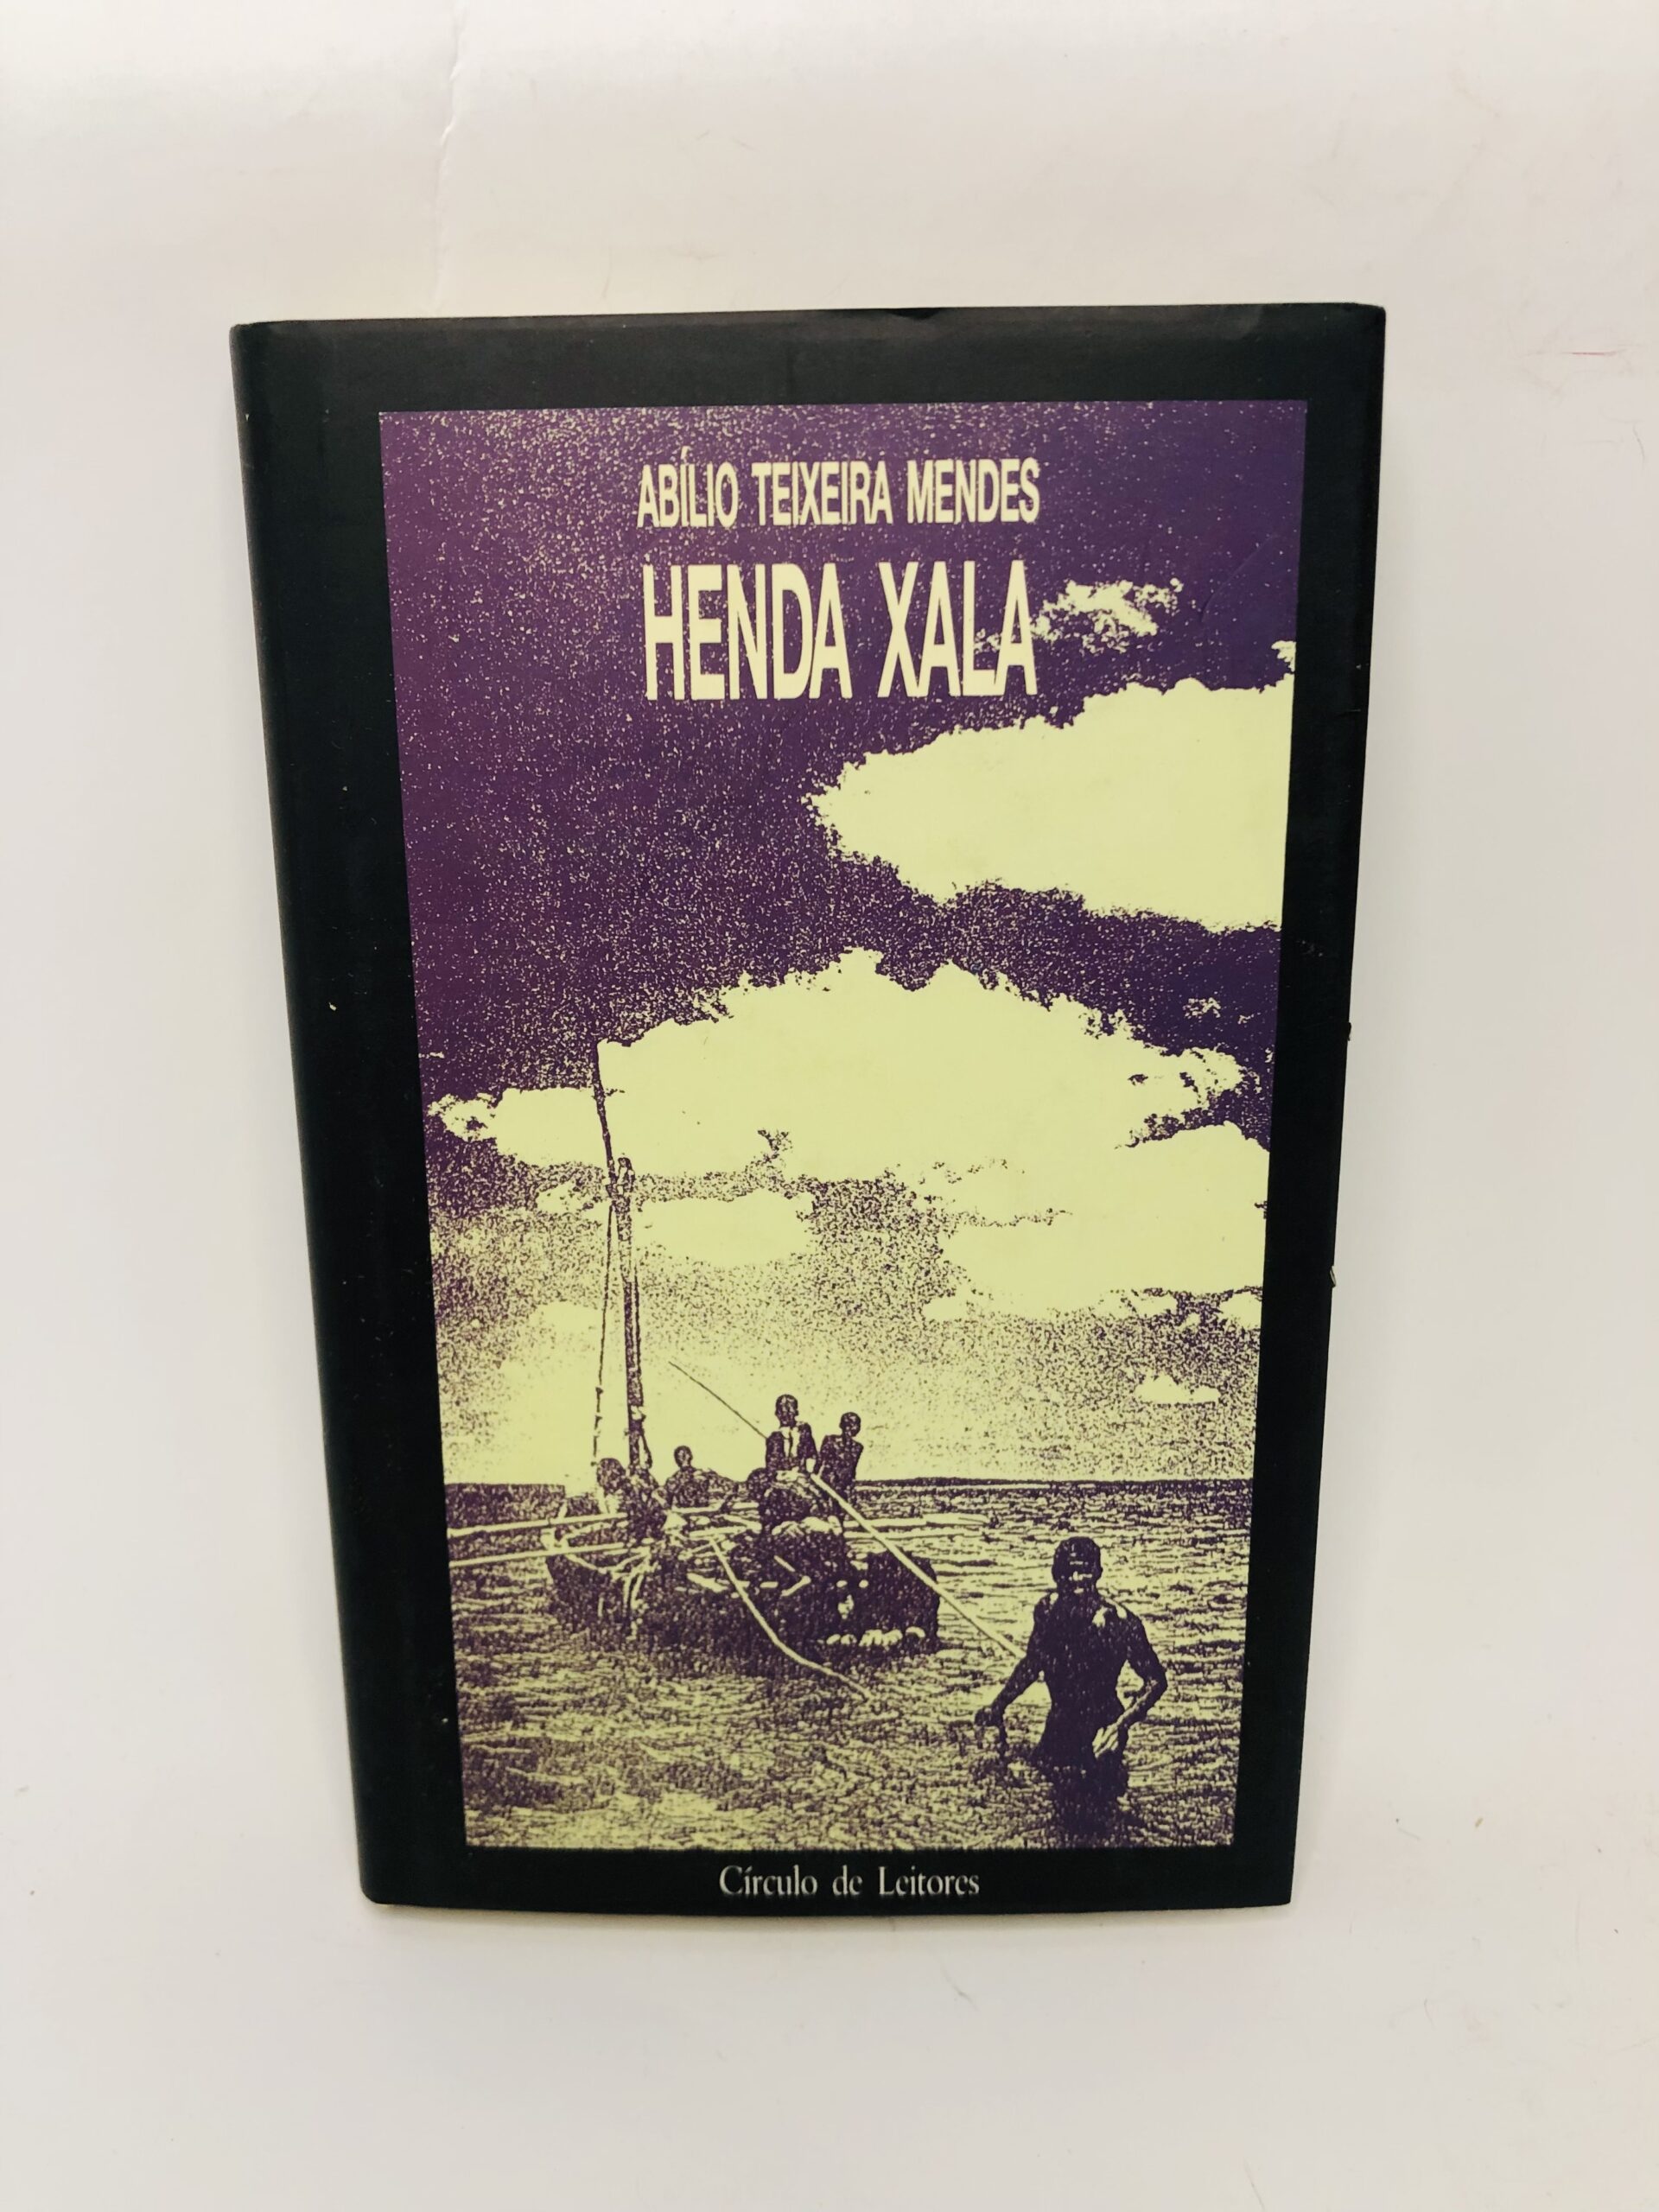 ABÍLIO TEIXEIRA MENDES
HENDA XALA
Círculo de Leitores